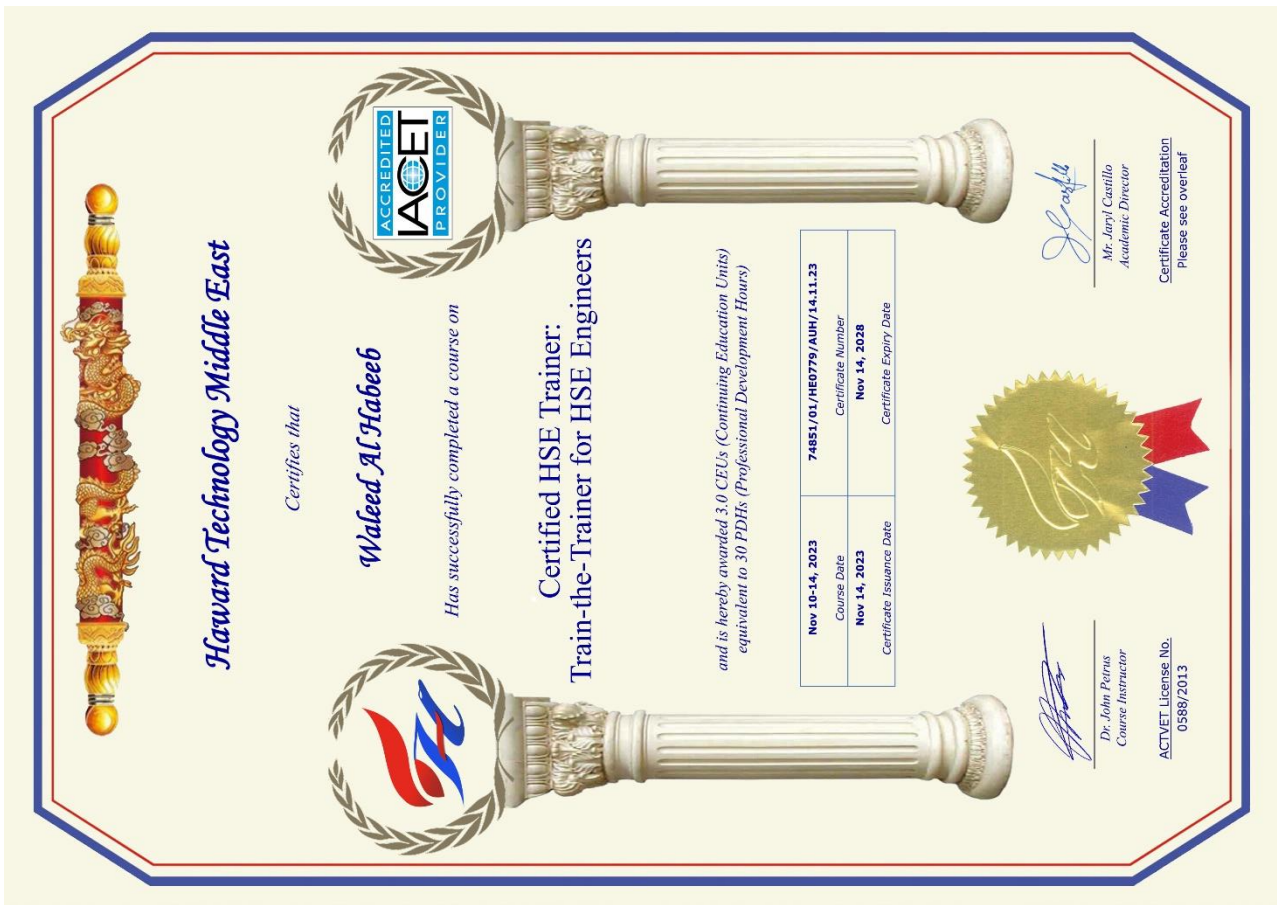 Haward Technology Middle East
Certifies that
Waled Al Habeeb
ACCREDITED
IACET
PROVIDER
Has successfully completed a course on
Certified HSE Trainer:
Train-the-Trainer for HSE Engineers
and is hereby awarded 3.0 CEUs (Continuing Education Units)
equivalent to 30 PDHs (Professional Development Hours)
Nov 10-14, 2023 74851/01/HE0779/AUH/14.11.23
Course Date Certificate Number
Nov 14, 2023 Nov 14, 2028
Certificate Issuance Date Certificate Expiry Date
Dr. John Petrus
Course Instructor
Mr. Jaryl Castillo
Academic Director
ACTVET License No.
0588/2013
Certificate Accreditation
Please see overleaf